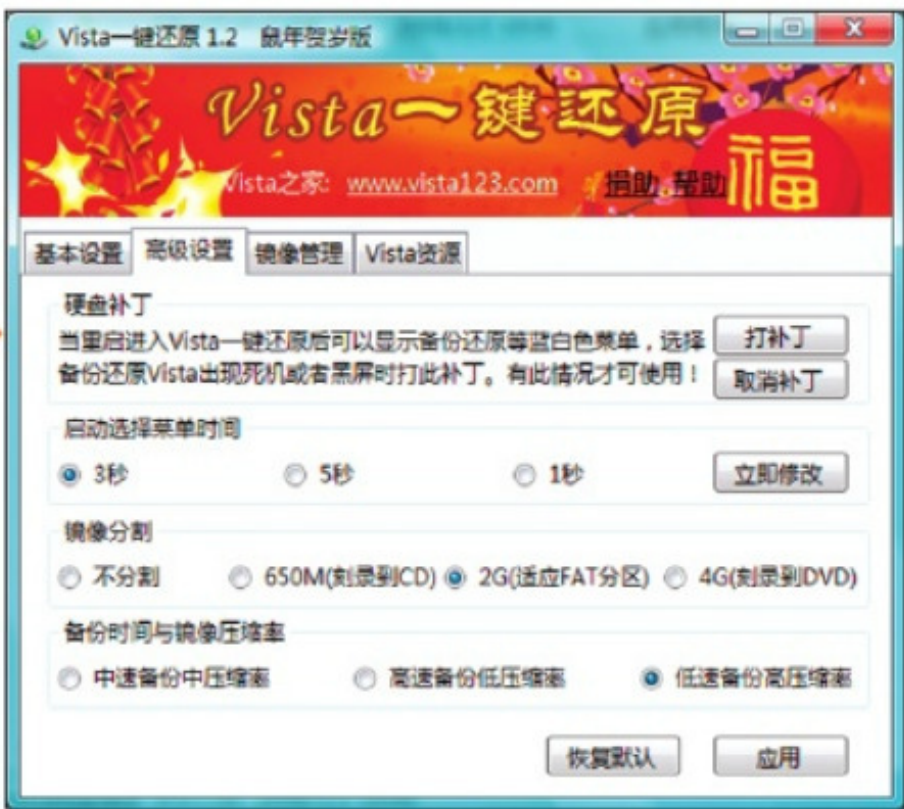 Vista一键还原 1.2 鼠年贺岁版
Vista一键还原
福
Vista之家: www.vista123.com 捐助 帮助
基本设置 高级设置 镜像管理 Vista资源
硬盘补丁
当重启进入Vista一键还原后可以显示备份还原等蓝白色菜单，选择
备份还原Vista出现死机或者黑屏时打此补丁。有此情况才可使用！
打补丁
取消补丁
启动选择菜单时间
3秒 5秒 1秒 立即修改
镜像分割
不分割 650M(刻录到CD) 2G(适应FAT分区) 4G(刻录到DVD)
备份时间与镜像压缩率
中速备份中压缩率 高速备份低压缩率 低速备份高压缩率
恢复默认 应用